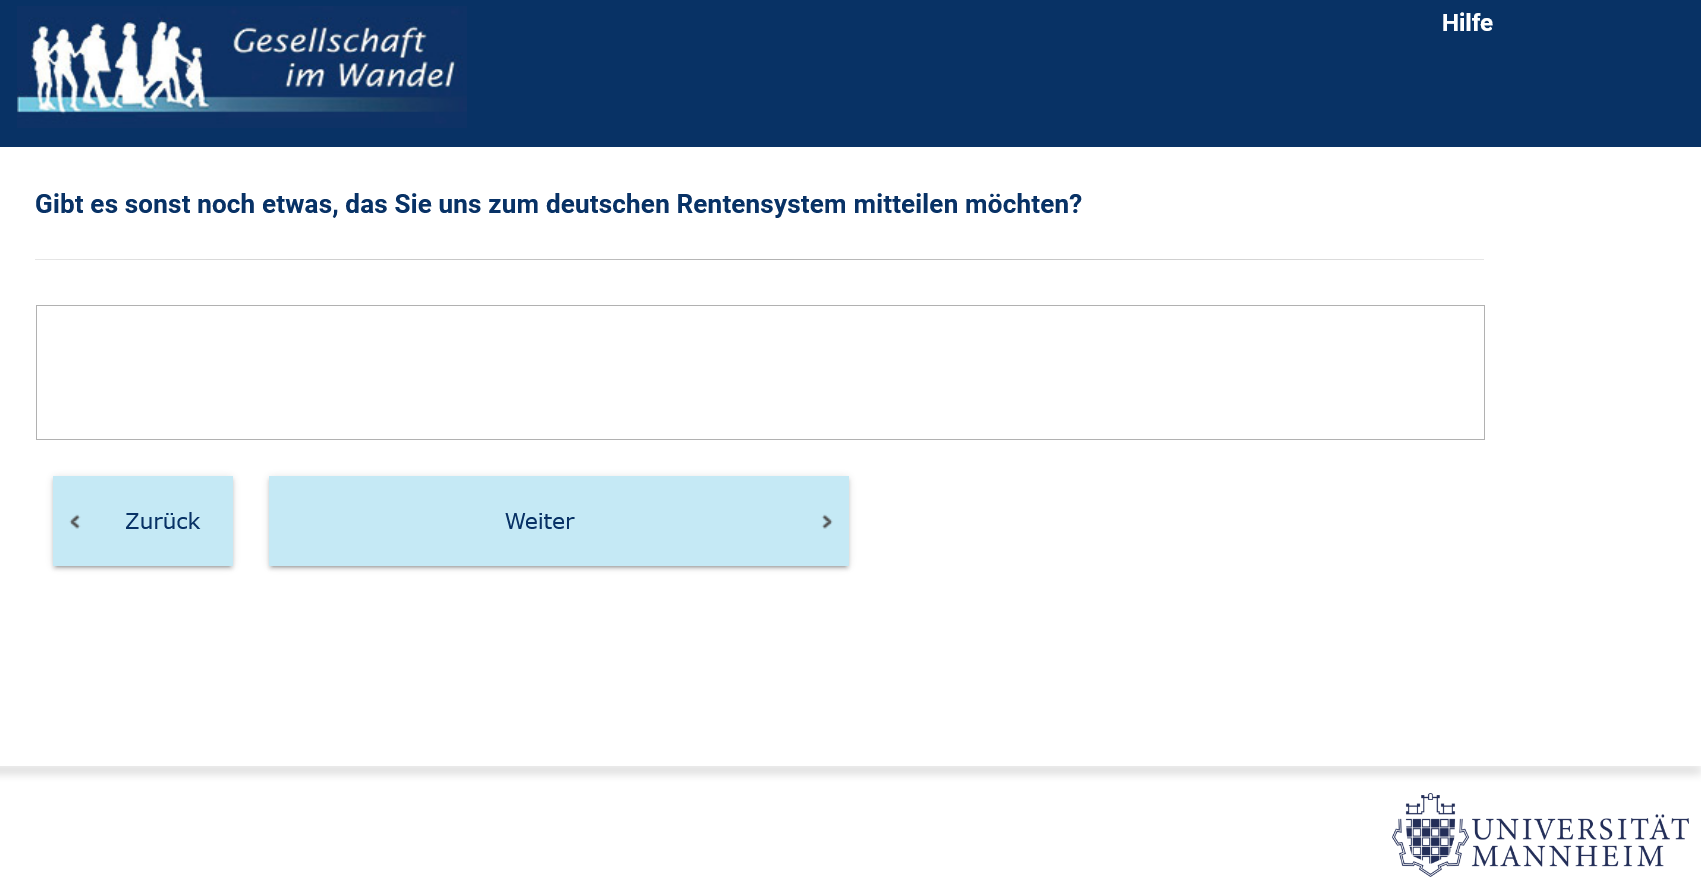 Gesellschaft
im Wandel
Hilfe
Gibt es sonst noch etwas, das Sie uns zum deutschen Rentensystem mitteilen möchten?
Zurück
Weiter
UNIVERSITÄT
MANNHEIM